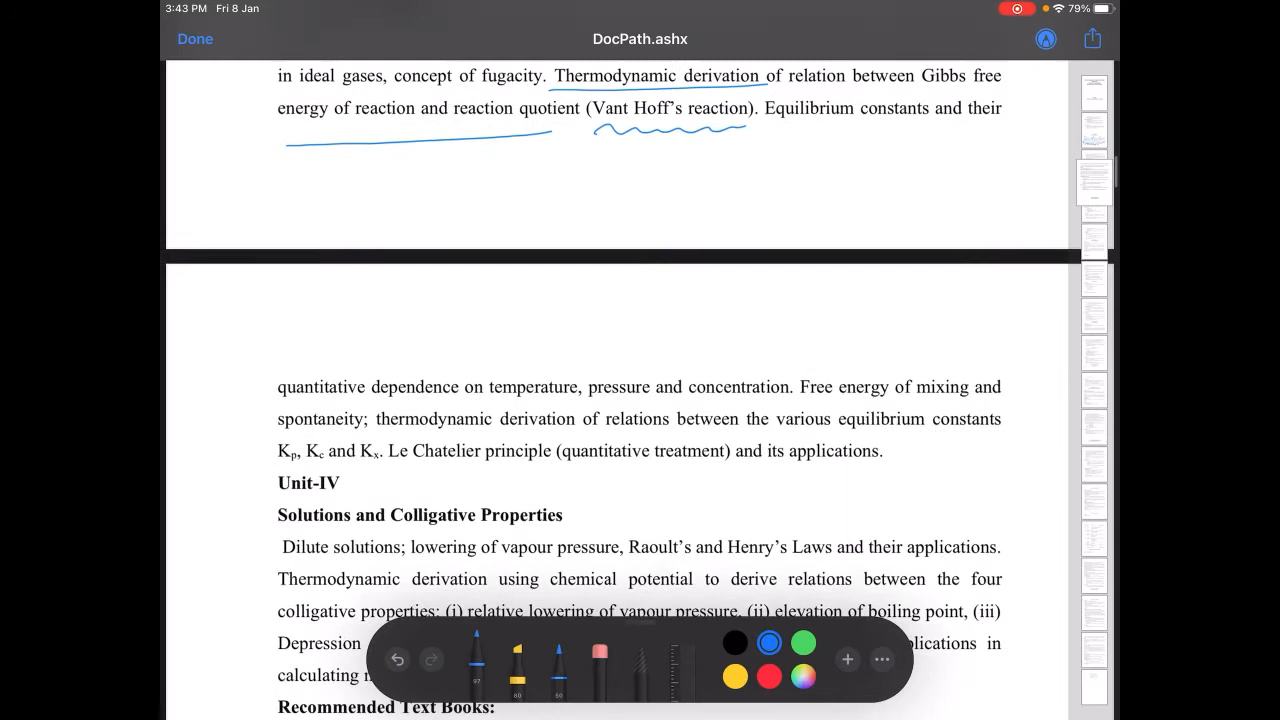 3:43 PM Fri 8 Jan
79%
Done
DocPath.ashx
in ideal gases, concept of fugacity. Thermodynamic derivation of relation between Gibbs free
energy of reaction and reaction quotient (Vant Hoff's reaction). Equilibrium constants and their
quantitative dependence on temperature, pressure and concentration. Free energy of mixing and
spontaneity; thermodynamic derivation of relations between the various equilibrium constants
Kp, Kc and Kx. Le Chatelier principle (quantitative treatment) and its applications.
Unit-IV
Solutions and Colligative Properties
Dilute solutions; lowering of vapour pressure, Raoult's and Henry's Laws and their applications.
Thermodynamic derivation using chemical potential to derive relations between the four
colligative properties: (i) relative lowering of vapour pressure, (ii) elevation of boiling point, (iii)
Depression
applications in
calculating
80
50
Recommended Text Books: